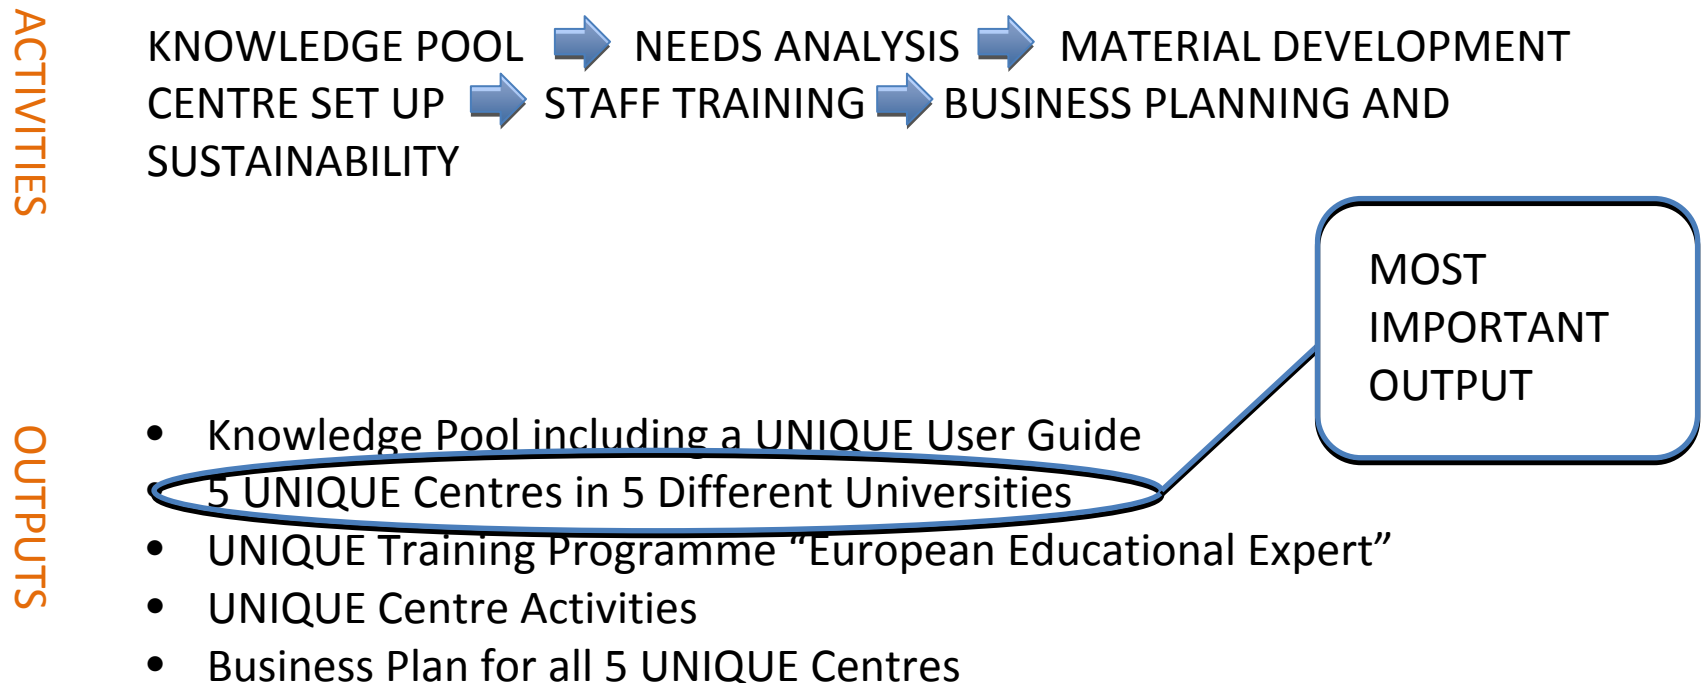 ACTIVITIES
KNOWLEDGE POOL NEEDS ANALYSIS MATERIAL DEVELOPMENT
CENTRE SET UP STAFF TRAINING BUSINESS PLANNING AND
SUSTAINABILITY
MOST
IMPORTANT
OUTPUT
OUTPUTS
• Knowledge Pool including a UNIQUE User Guide
• 5 UNIQUE Centres in 5 Different Universities
• UNIQUE Training Programme “European Educational Expert”
• UNIQUE Centre Activities
• Business Plan for all 5 UNIQUE Centres